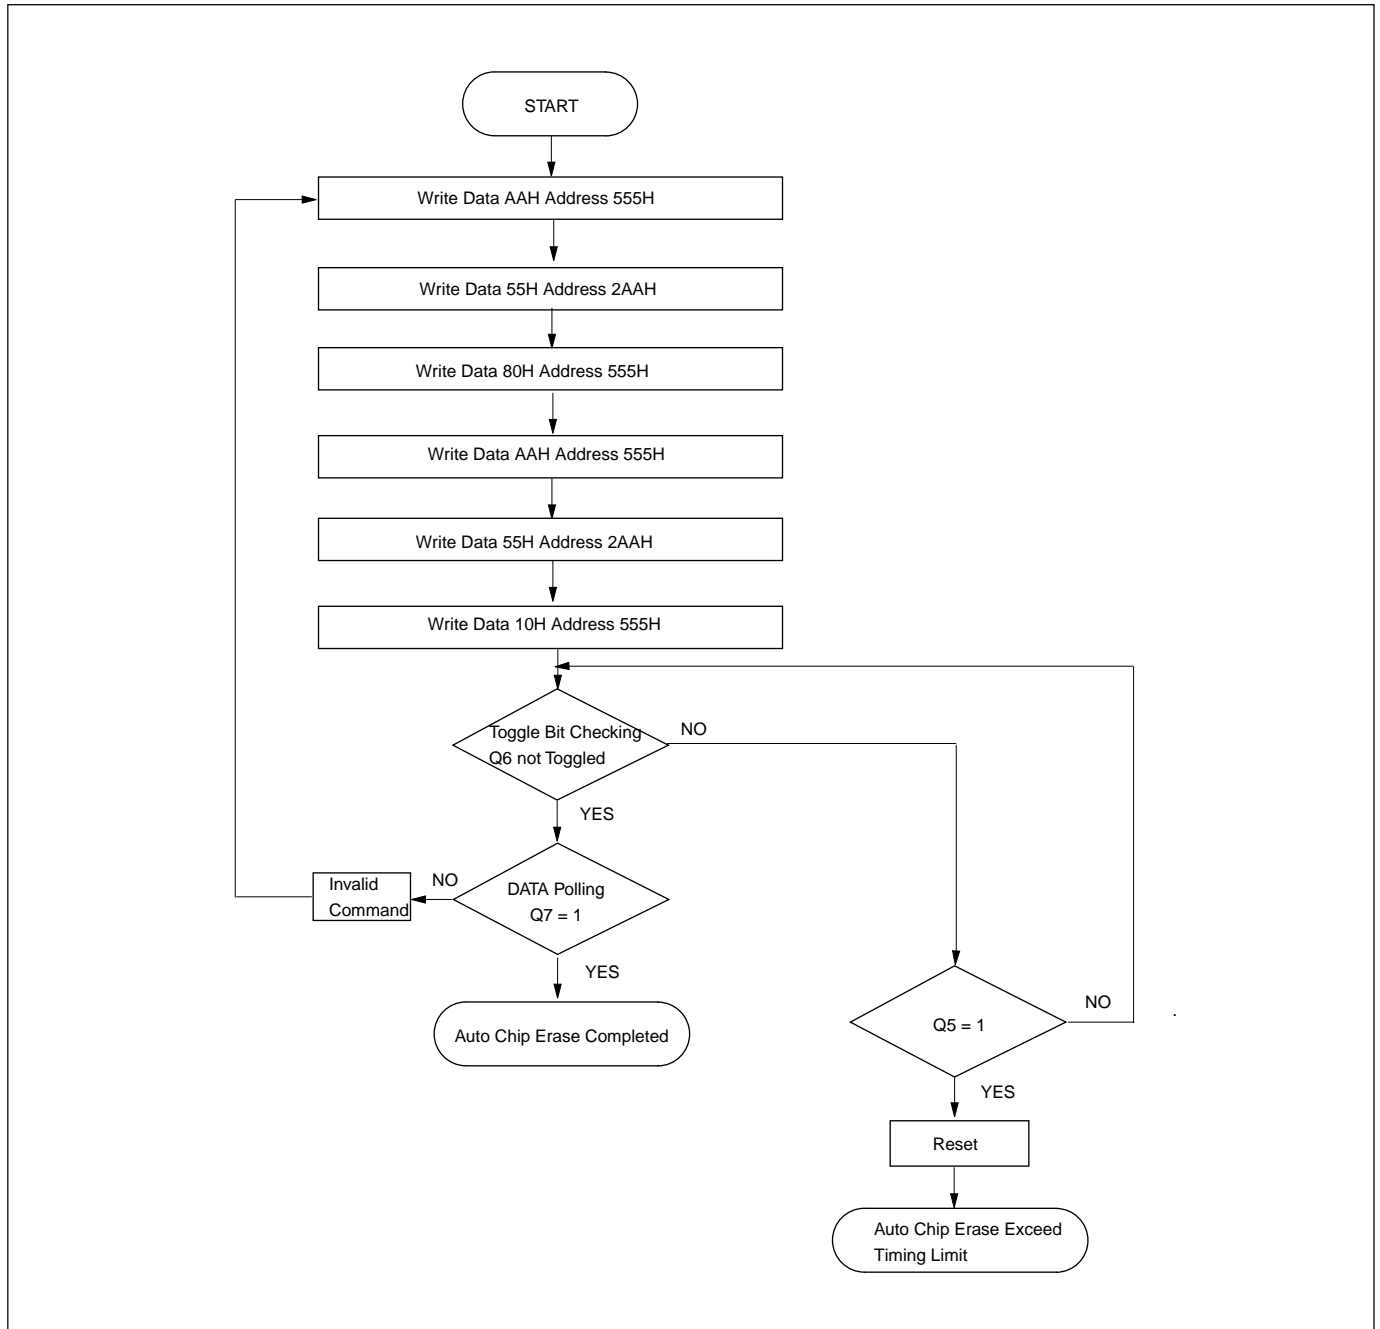 START
Write Data AAH Address 555H
Write Data 55H Address 2AAH
Write Data 80H Address 555H
Write Data AAH Address 555H
Write Data 55H Address 2AAH
Write Data 10H Address 555H
Toggle Bit Checking
Q6 not Toggled
NO
YES
Invalid
Command
NO
DATA Polling
Q7 = 1
YES
Auto Chip Erase Completed
Q5 = 1
NO
YES
Reset
Auto Chip Erase Exceed
Timing Limit